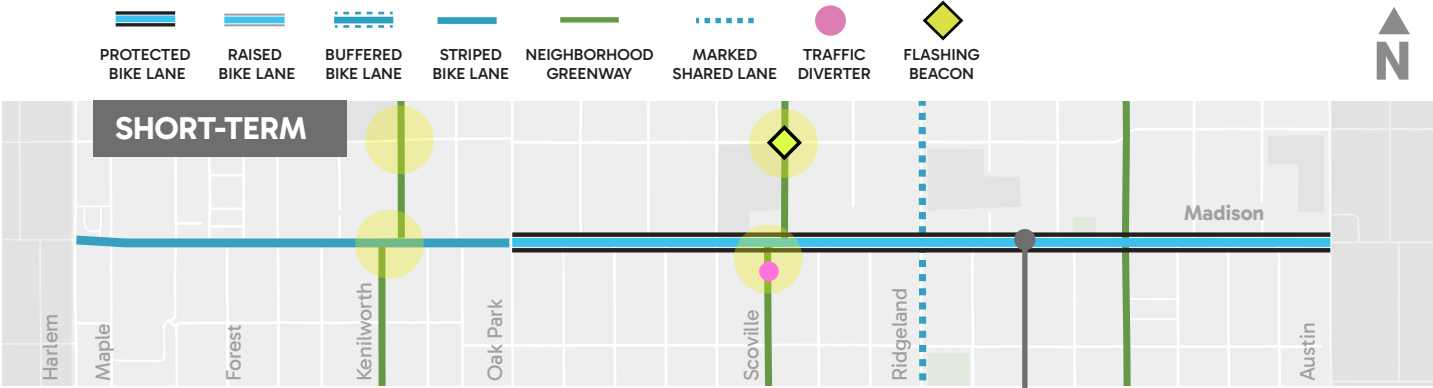 PROTECTED
BIKE LANE
RAISED
BIKE LANE
BUFFERED
BIKE LANE
STRIPED
BIKE LANE
NEIGHBORHOOD
GREENWAY
MARKED
SHARED LANE
TRAFFIC
DIVERTER
FLASHING
BEACON
N
SHORT-TERM
Madison
Harlem
Maple
Forest
Kenilworth
Oak Park
Scoville
Ridgeland
Austin